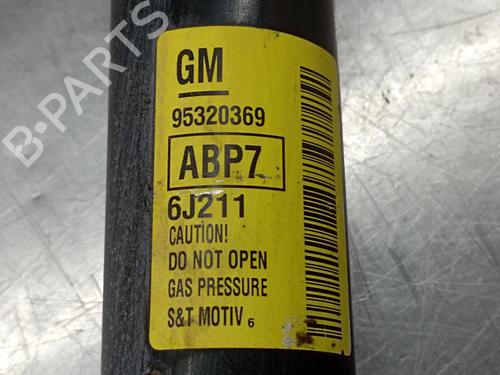 GM
95320369
ABP7
6J211
CAUTION!
DO NOT OPEN
GAS PRESSURE
S&T MOTIV 6
B-PARTS